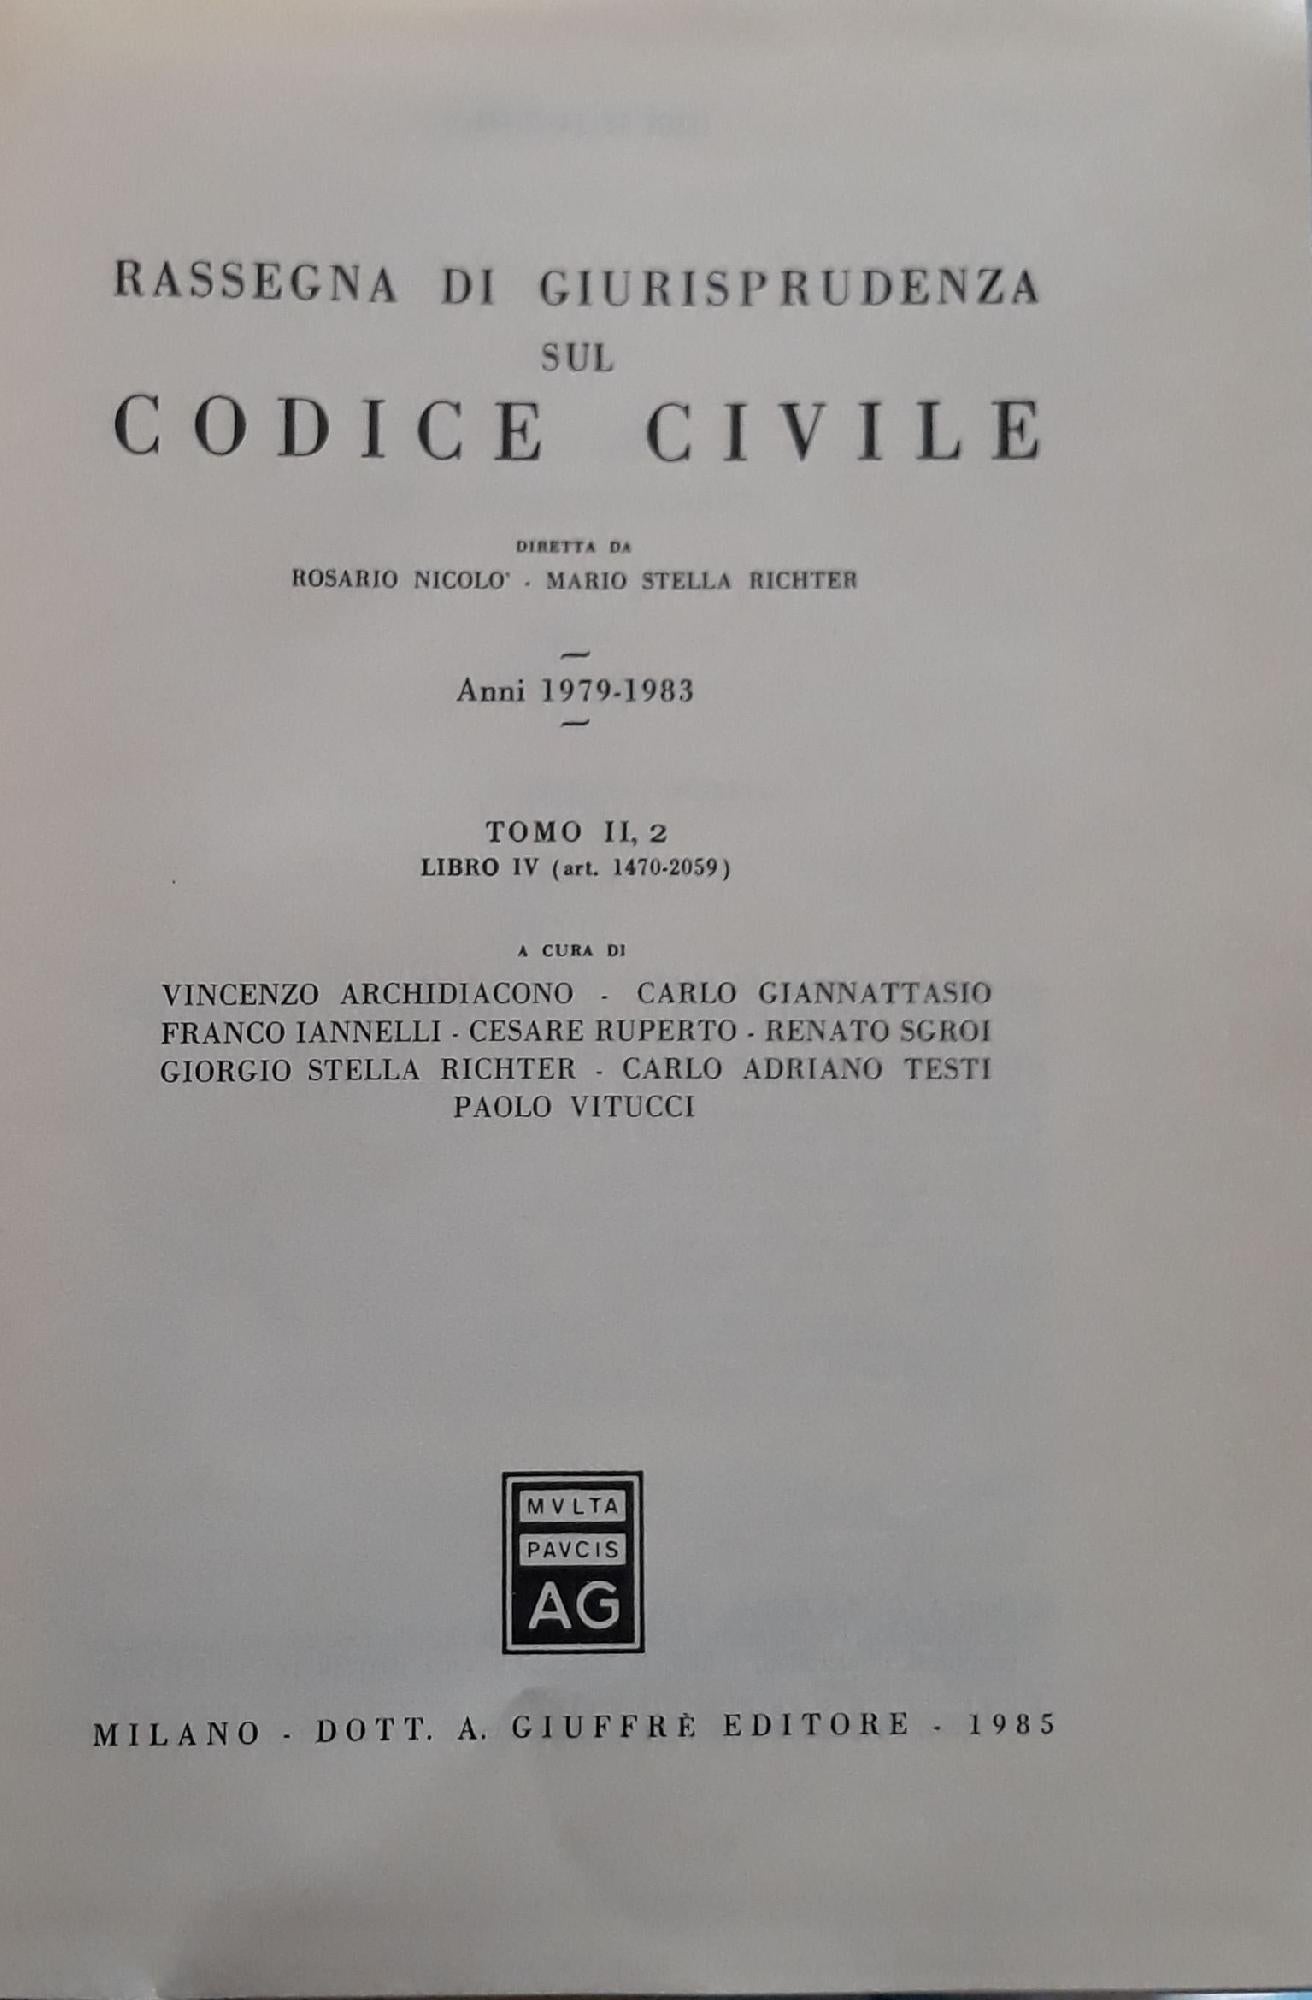 RASSEGNA DI GIURISPRUDENZA
SUL
CODICE CIVILE
DIRETTA DA
ROSARIO NICOLO' - MARIO STELLA RICHTER
Anni 1979-1983
TOMO II, 2
LIBRO IV (art. 1470-2059)
A CURA DI
VINCENZO ARCHIDIACONO - CARLO GIANNATTASIO
FRANCO IANNELLI - CESARE RUPERTO - RENATO SGROI
GIORGIO STELLA RICHTER - CARLO ADRIANO TESTI
PAOLO VITUCCI
MVLTA
PAVCIS
AG
MILANO - DOTT. A. GIUFFRÈ EDITORE - 1985